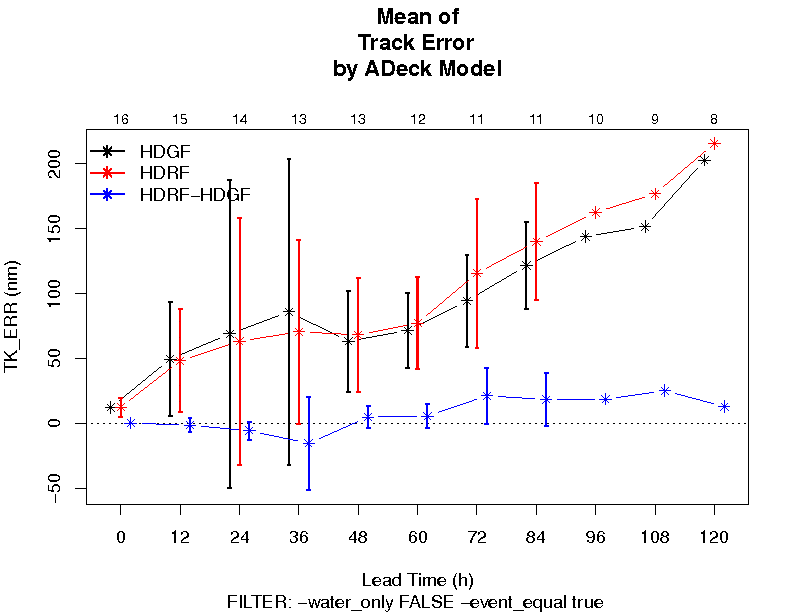 Mean of
Track Error
by ADeck Model
16 15 14 13 13 12 11 11 10 9 8
HDGF
HDRF
HDRF−HDGF
TK_ERR (nm)
200
150
100
50
0
−50
0 12 24 36 48 60 72 84 96 108 120
Lead Time (h)
FILTER: −water_only FALSE −event_equal true